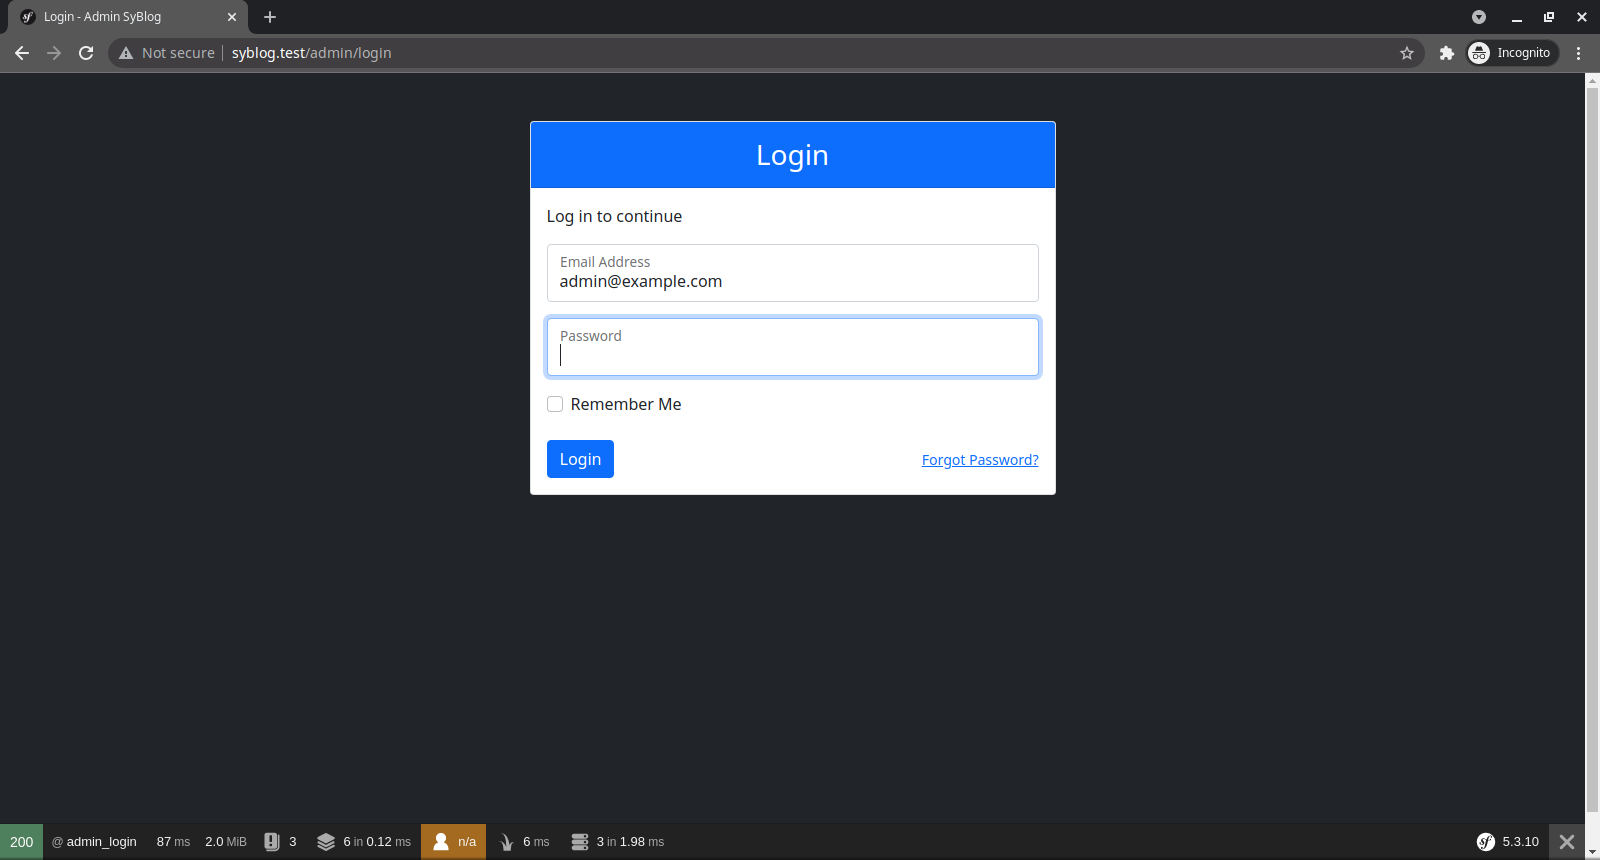 Login - Admin SyBlog
Not secure syblog.test/admin/login
Incognito
Login
Log in to continue
Email Address
admin@example.com
Password
Remember Me
Login Forgot Password?
200 @ admin_login 87 ms 2.0 MiB 3 6 in 0.12 ms n/a 6 ms 3 in 1.98 ms sf 5.3.10